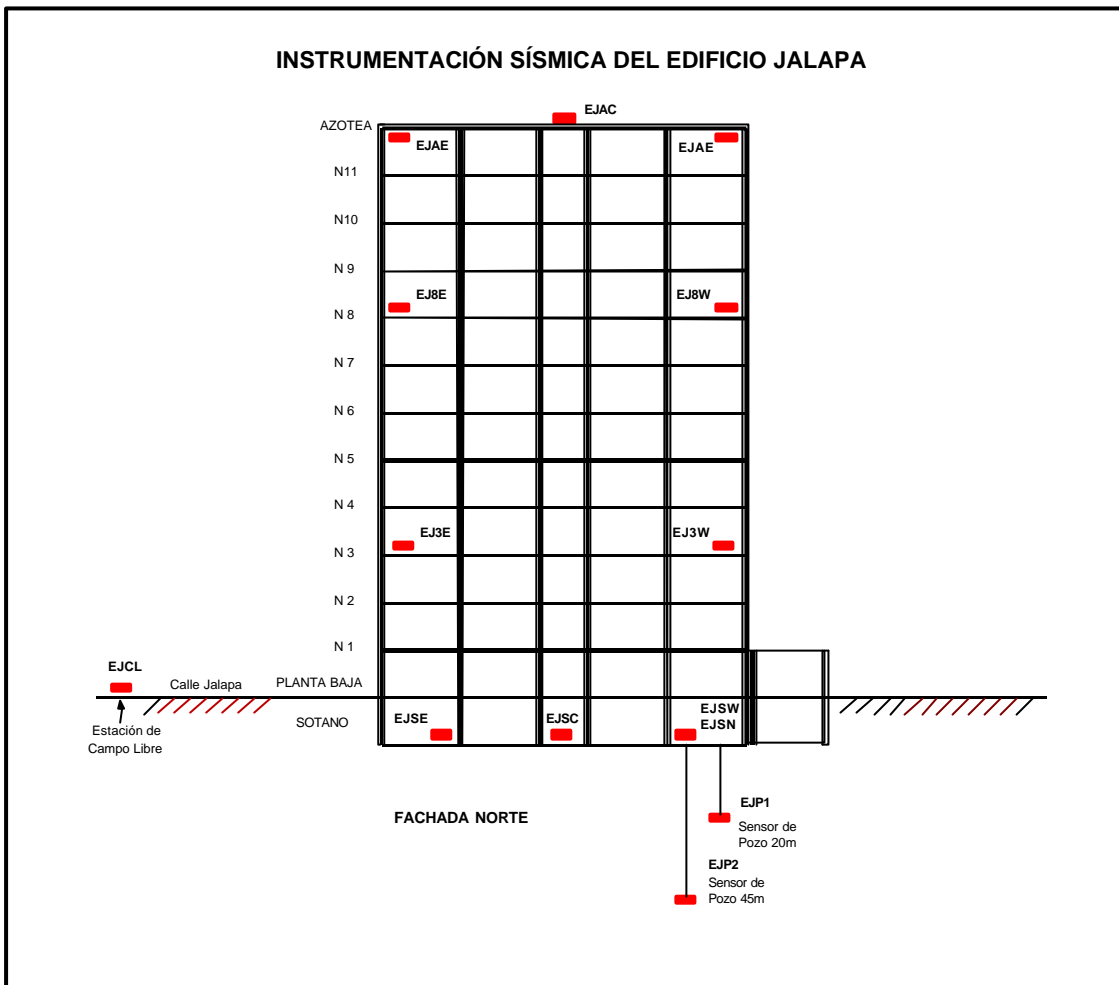 INSTRUMENTACIÓN SÍSMICA DEL EDIFICIO JALAPA
EJAC
AZOTEA
EJAE
EJAE
N11
N10
N 9
EJ8E
EJ8W
N 8
N 7
N 6
N 5
N 4
EJ3E
EJ3W
N 3
N 2
N 1
EJCL
Calle Jalapa
PLANTA BAJA
Estación de
Campo Libre
SOTANO
EJSE
EJSC
EJSW
EJSN
FACHADA NORTE
EJP1
Sensor de
Pozo 20m
EJP2
Sensor de
Pozo 45m